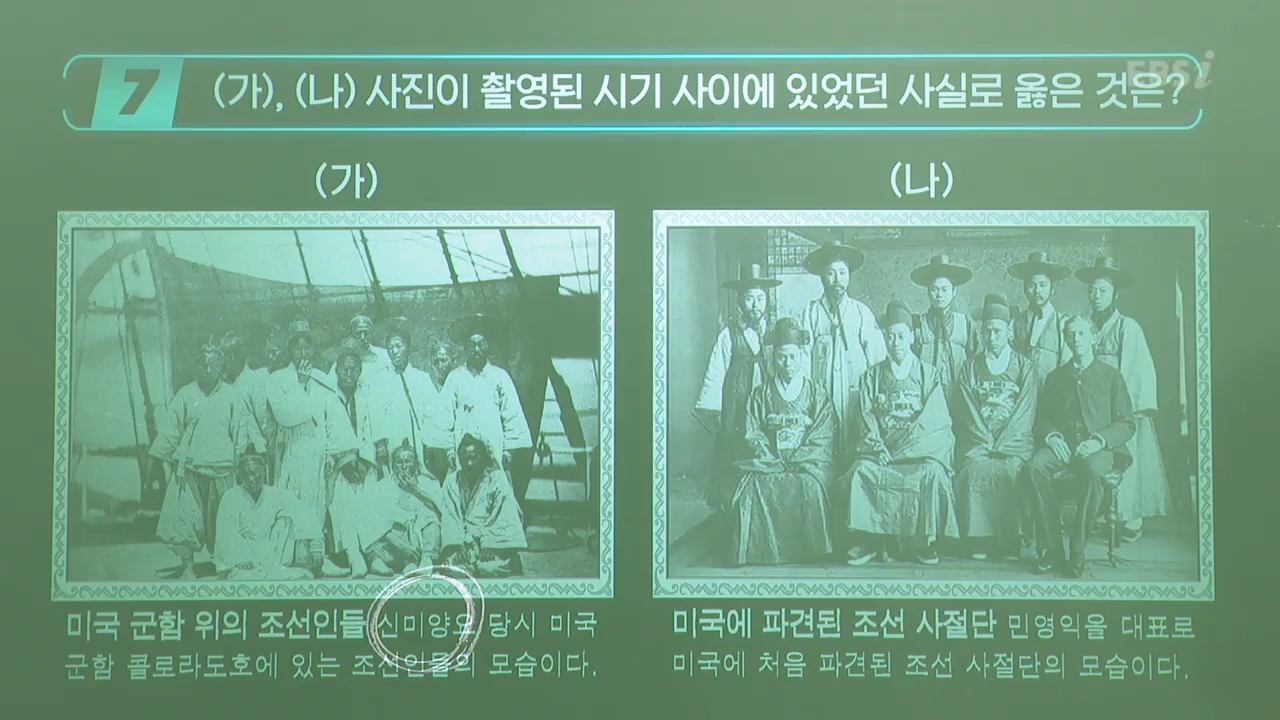 EBSi
7 (가), (나) 사진이 촬영된 시기 사이에 있었던 사실로 옳은 것은?
(가)
(나)
미국 군함 위의 조선인들 신미양요 당시 미국
군함 콜로라도호에 있는 조선인들의 모습이다.
미국에 파견된 조선 사절단 민영익을 대표로
미국에 처음 파견된 조선 사절단의 모습이다.